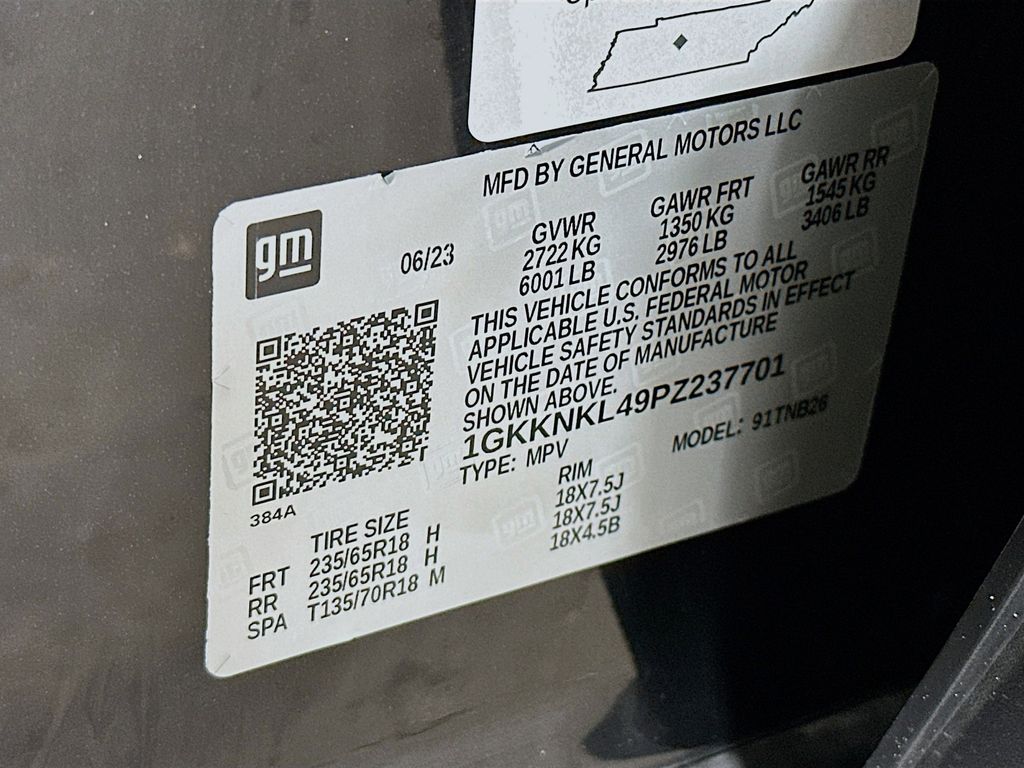 MFD BY GENERAL MOTORS LLC
gm
06/23
GVWR GAWR FRT GAWR RR
2722 KG 1350 KG 1545 KG
6001 LB 2976 LB 3406 LB
THIS VEHICLE CONFORMS TO ALL
APPLICABLE U.S. FEDERAL MOTOR
VEHICLE SAFETY STANDARDS IN EFFECT
ON THE DATE OF MANUFACTURE
SHOWN ABOVE.
1GKKNKL49PZ237701
TYPE: MPV MODEL: 91TNB26
384A
TIRE SIZE RIM
FRT 235/65R18 H 18X7.5J
RR 235/65R18 H 18X7.5J
SPA T135/70R18 M 18X4.5B